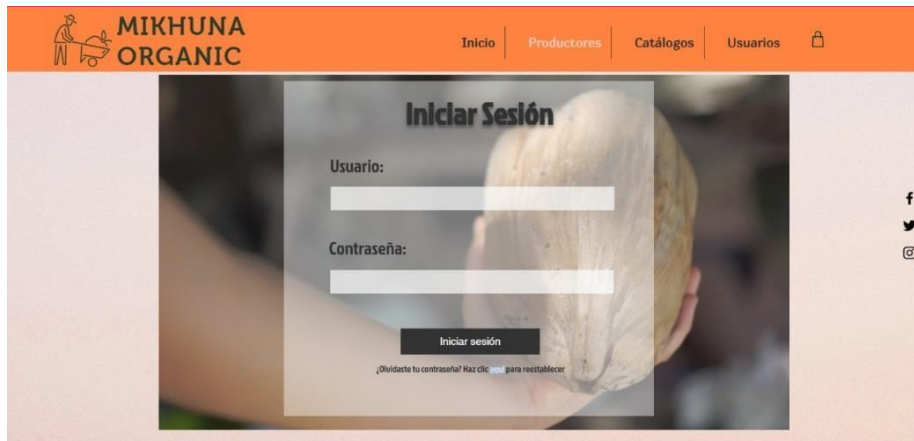 MIKHUNA
ORGANIC
Inicio
Productores
Catálogos
Usuarios
Iniciar Sesión
Usuario:
Contraseña:
Iniciar sesión
¿Olvidaste tu contraseña? Haz clic aquí para reestablecer